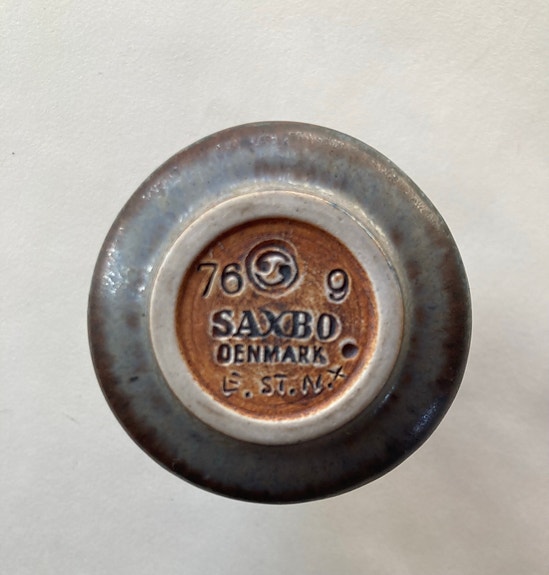 76 9
SAXBO
DENMARK
E. ST. N.